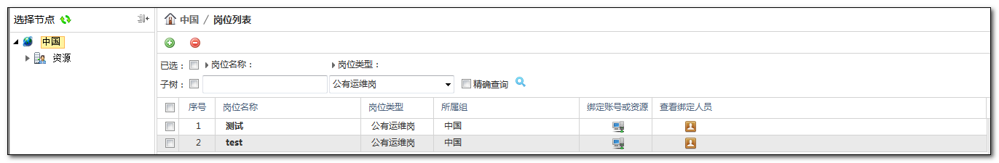 选择节点
中国
资源
中国 / 岗位列表
已选： 岗位名称： 岗位类型：
子树： 公有运维岗 精确查询
序号 岗位名称 岗位类型 所属组 绑定账号或资源 查看绑定人员
1 测试 公有运维岗 中国
2 test 公有运维岗 中国